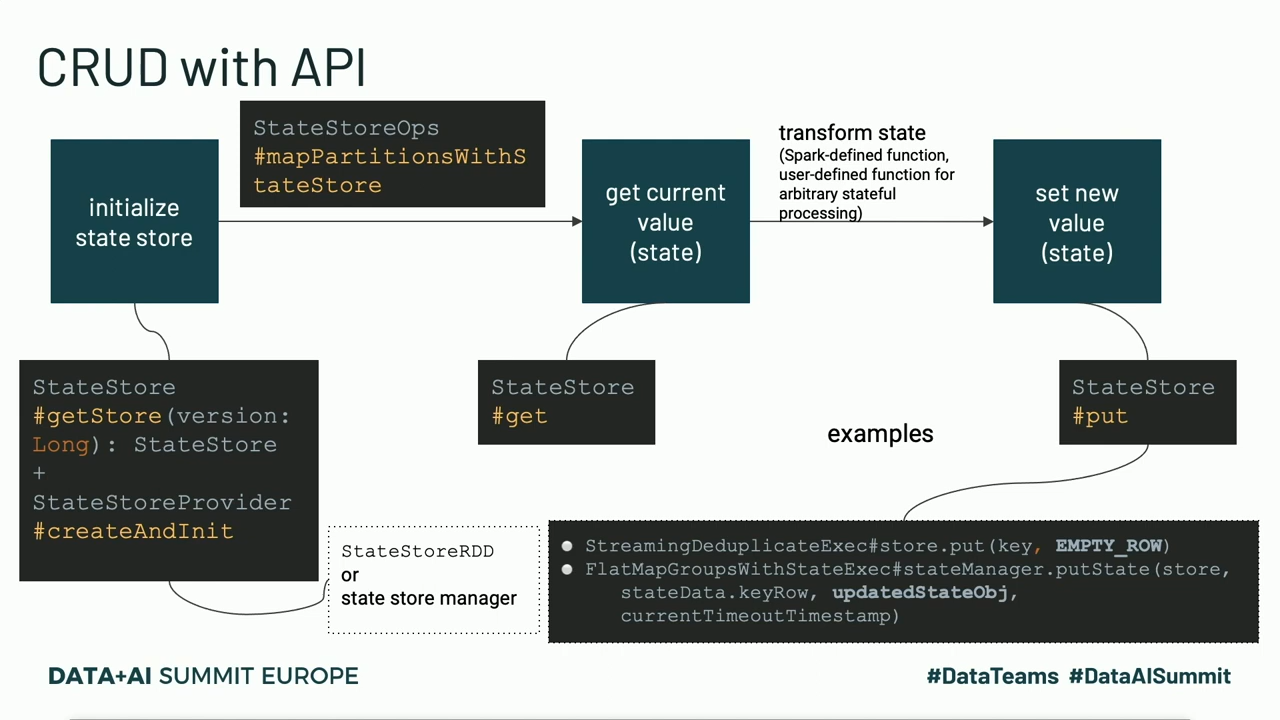 CRUD with API
StateStoreOps
#mapPartitionsWithS
tateStore
initialize
state store
get current
value
(state)
transform state
(Spark-defined function,
user-defined function for
arbitrary stateful
processing)
set new
value
(state)
StateStore
#getStore(version:
Long): StateStore
+
StateStoreProvider
#createAndInit
StateStore
#get
StateStore
#put
examples
StateStoreRDD
or
state store manager
● StreamingDeduplicateExec#store.put(key, EMPTY_ROW)
● FlatMapGroupsWithStateExec#stateManager.putState(store,
stateData.keyRow, updatedStateObj,
currentTimeoutTimestamp)
DATA+AI SUMMIT EUROPE
#DataTeams #DataAISummit